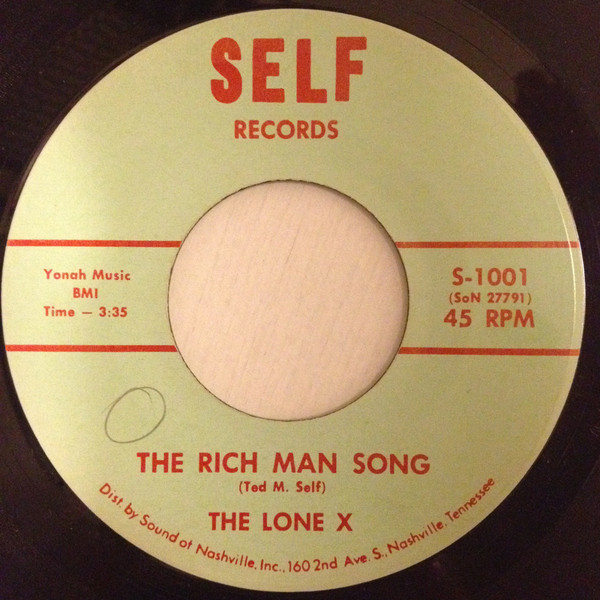 SELF
RECORDS
Yonah Music
BMI
Time — 3:35
S-1001
(SoN 27791)
45 RPM
THE RICH MAN SONG
(Ted M. Self)
THE LONE X
Dist. by Sound of Nashville, Inc., 160 2nd Ave. S., Nashville, Tennessee